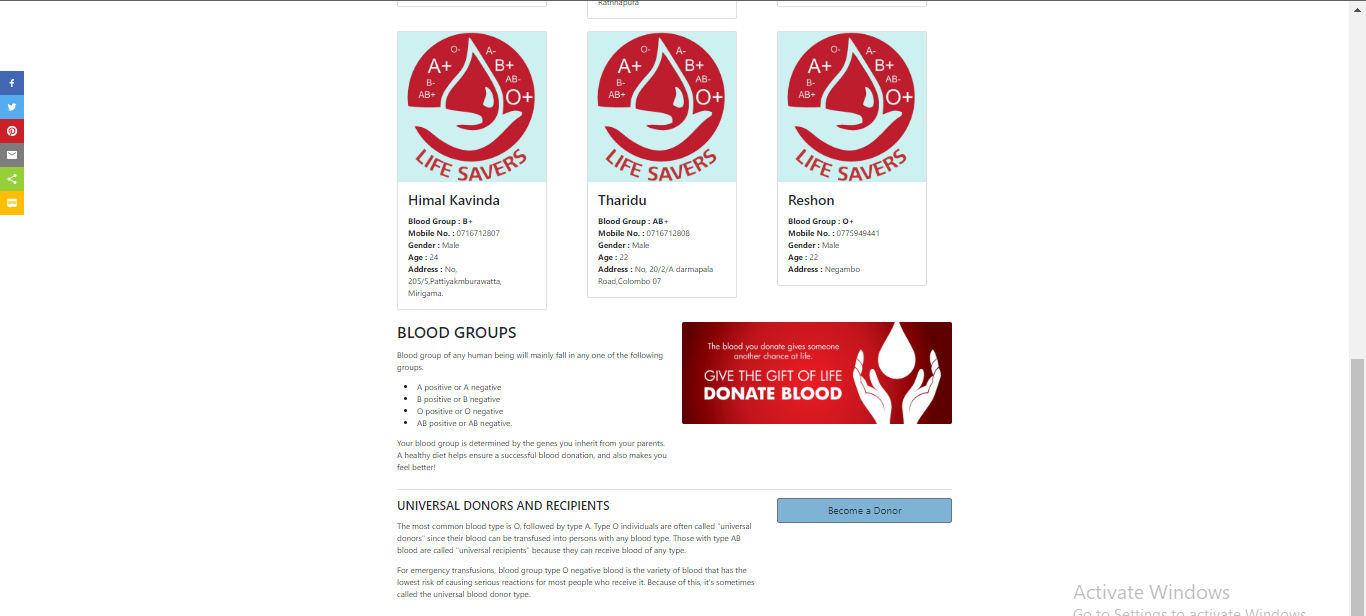 Rathnapura
O- A-
A+ B+
B- AB-
AB+ O+
LIFE SAVERS
O- A-
A+ B+
B- AB-
AB+ O+
LIFE SAVERS
O- A-
A+ B+
B- AB-
AB+ O+
LIFE SAVERS
Himal Kavinda
Blood Group : B+
Mobile No. : 0716712807
Gender : Male
Age : 24
Address : No,
205/5,Pattiyakmburawatta,
Mirigama.
Tharidu
Blood Group : AB+
Mobile No. : 0716712808
Gender : Male
Age : 22
Address : No, 20/2/A darmapala
Road,Colombo 07
Reshon
Blood Group : O+
Mobile No. : 0775949441
Gender : Male
Age : 22
Address : Negambo
BLOOD GROUPS
Blood group of any human being will mainly fall in any one of the following
groups.
A positive or A negative
B positive or B negative
O positive or O negative
AB positive or AB negative.
Your blood group is determined by the genes you inherit from your parents.
A healthy diet helps ensure a successful blood donation, and also makes you
feel better!
The blood you donate gives someone
another chance at life.
GIVE THE GIFT OF LIFE
DONATE BLOOD
UNIVERSAL DONORS AND RECIPIENTS
The most common blood type is O, followed by type A. Type O individuals are often called "universal
donors" since their blood can be transfused into persons with any blood type. Those with type AB
blood are called "universal recipients" because they can receive blood of any type.
For emergency transfusions, blood group type O negative blood is the variety of blood that has the
lowest risk of causing serious reactions for most people who receive it. Because of this, it's sometimes
called the universal blood donor type.
Become a Donor
Activate Windows
Go to Settings to activate Windows.